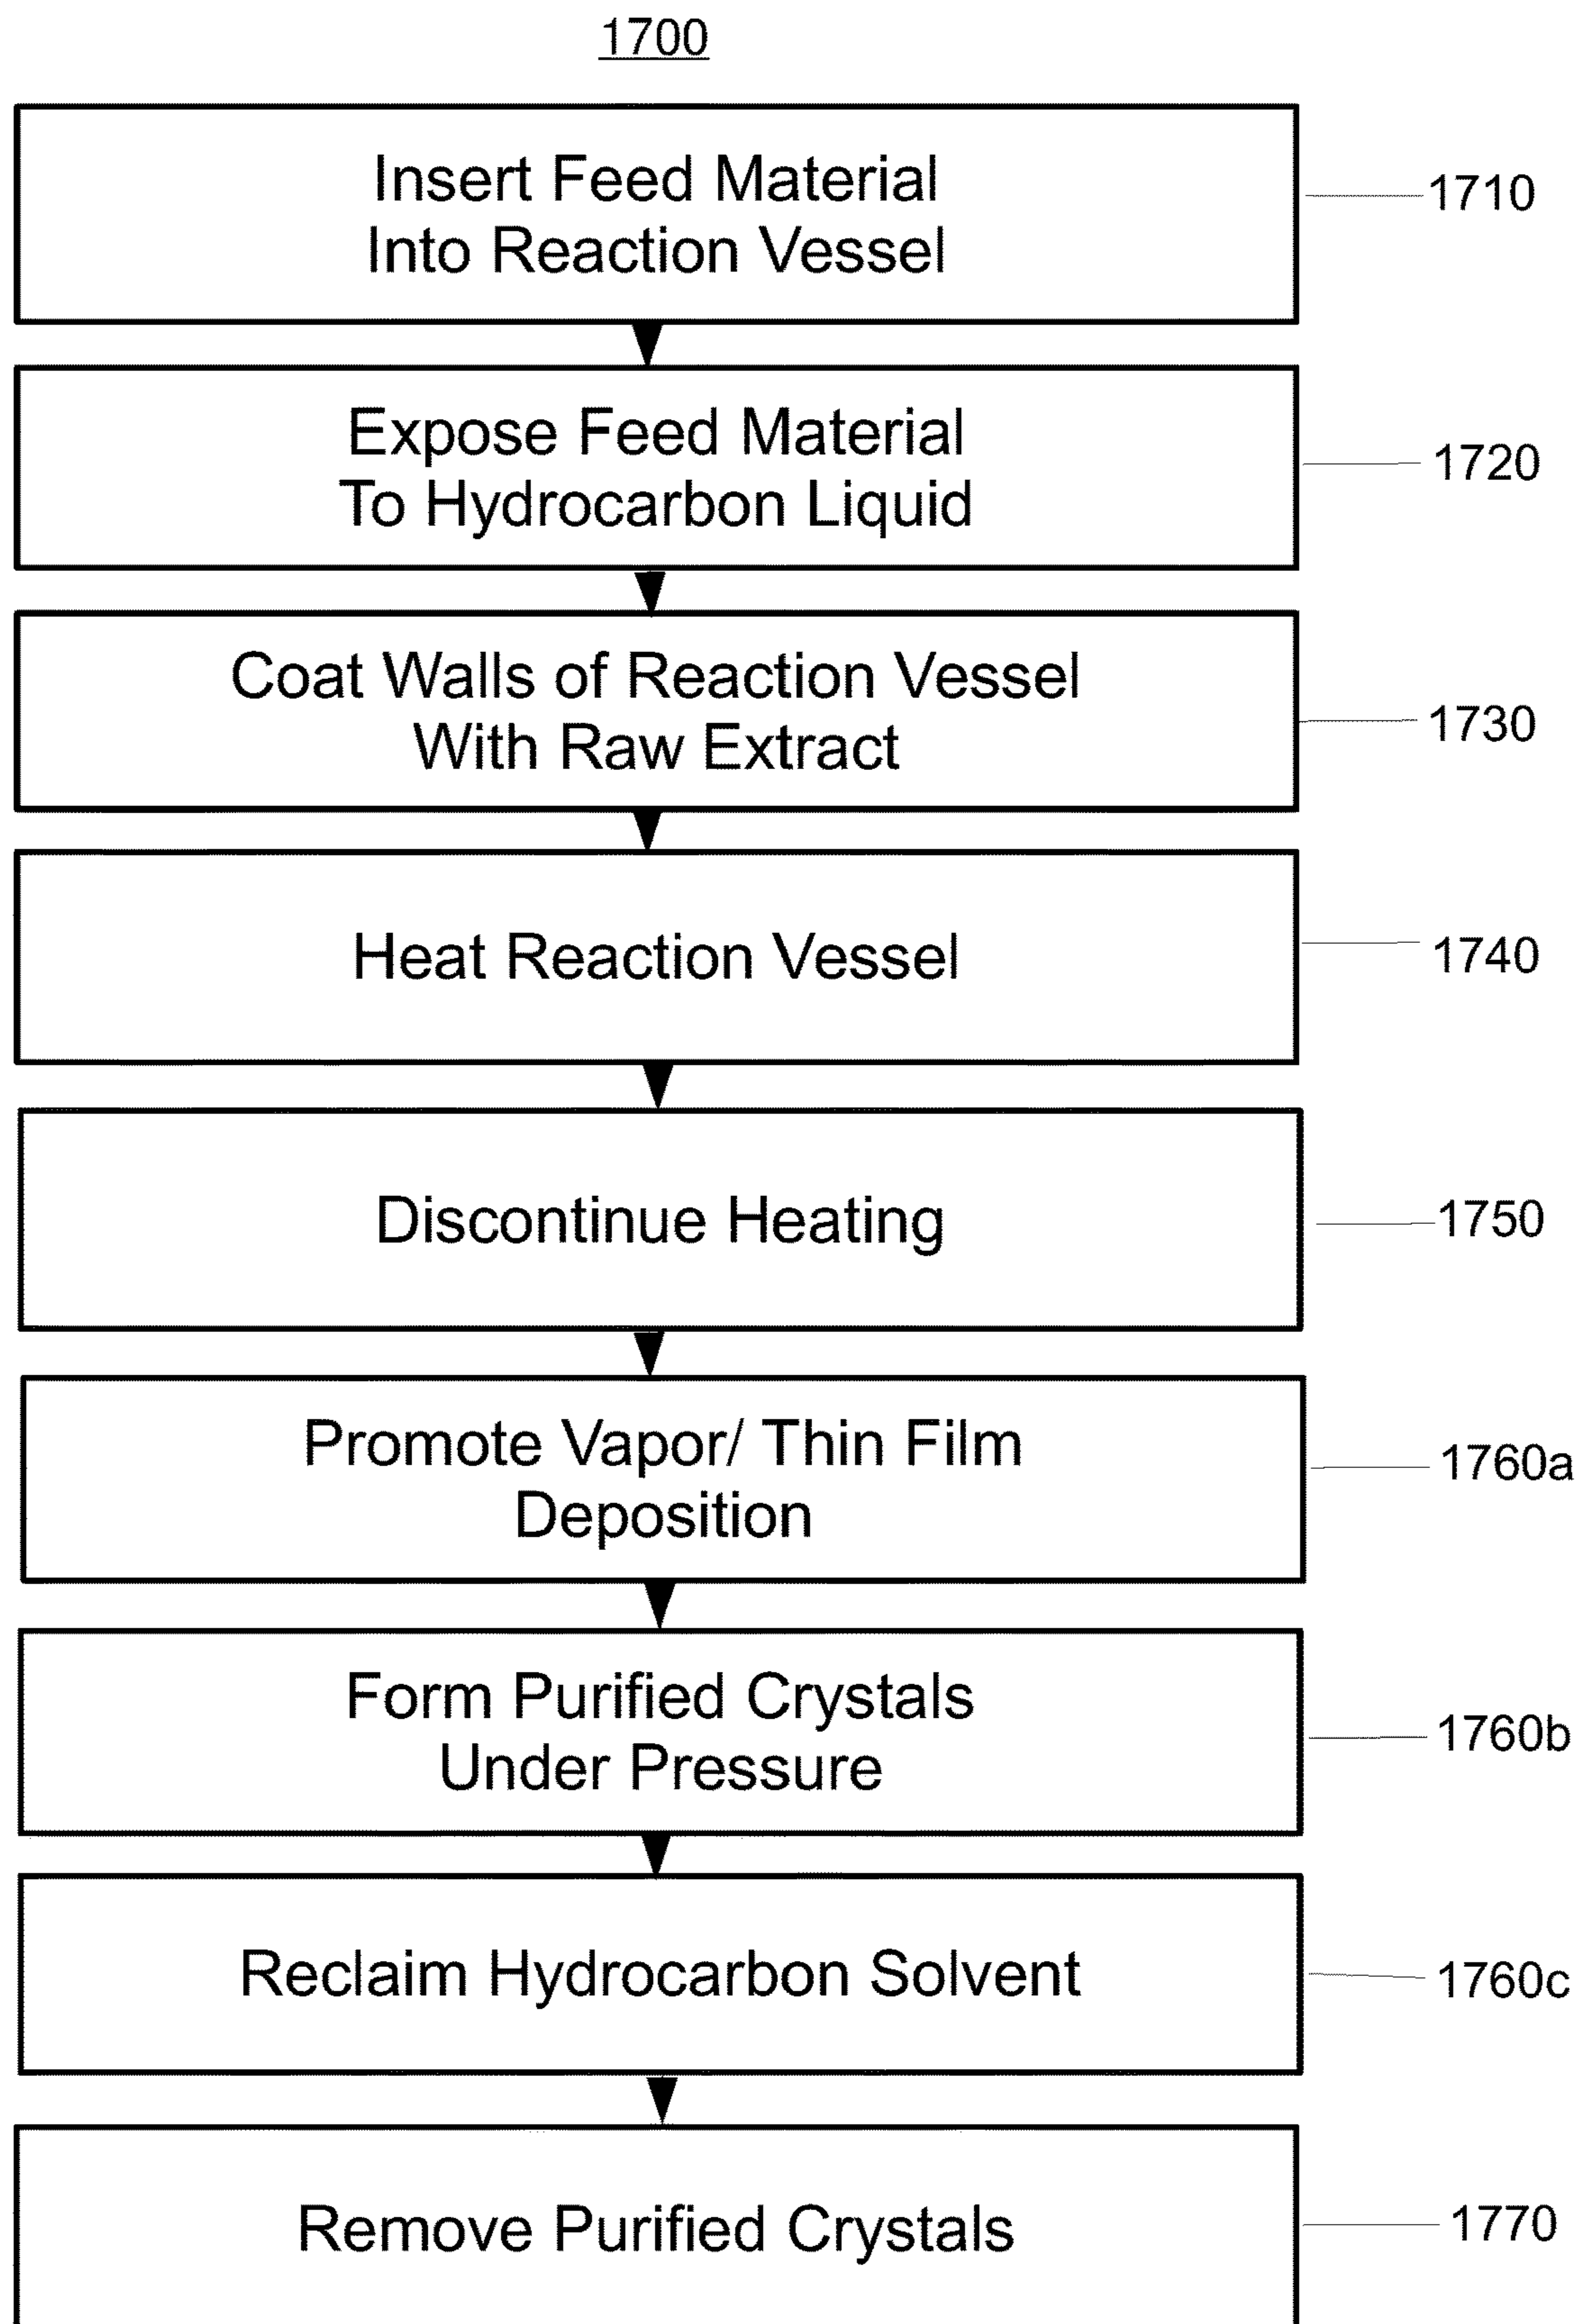 1700
Insert Feed Material
Into Reaction Vessel
1710
Expose Feed Material
To Hydrocarbon Liquid
1720
Coat Walls of Reaction Vessel
With Raw Extract
1730
Heat Reaction Vessel
1740
Discontinue Heating
1750
Promote Vapor/ Thin Film
Deposition
1760a
Form Purified Crystals
Under Pressure
1760b
Reclaim Hydrocarbon Solvent
1760c
Remove Purified Crystals
1770